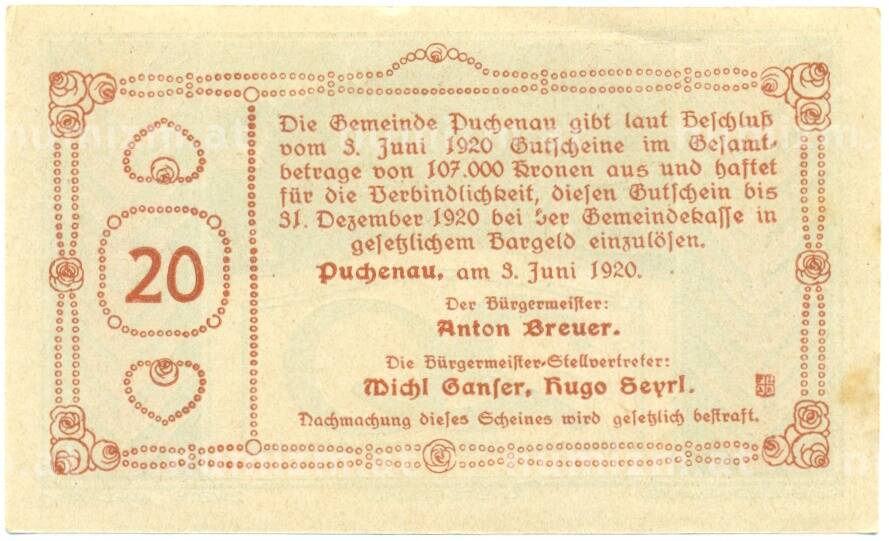 Die Gemeinde Puchenau gibt laut Beschluß
vom 3. Juni 1920 Gutscheine im Gesamt-
betrage von 107.000 Kronen aus und haftet
für die Verbindlichkeit, diesen Gutschein bis
31. Dezember 1920 bei der Gemeindekasse in
gesetzlichem Bargeld einzulösen.
Puchenau, am 3. Juni 1920.
20
Der Bürgermeister:
Anton Breuer.
Die Bürgermeister-Stellvertreter:
Michl Ganser, Hugo Seyrl.
Nachmachung dieses Scheines wird gesetzlich bestraft.